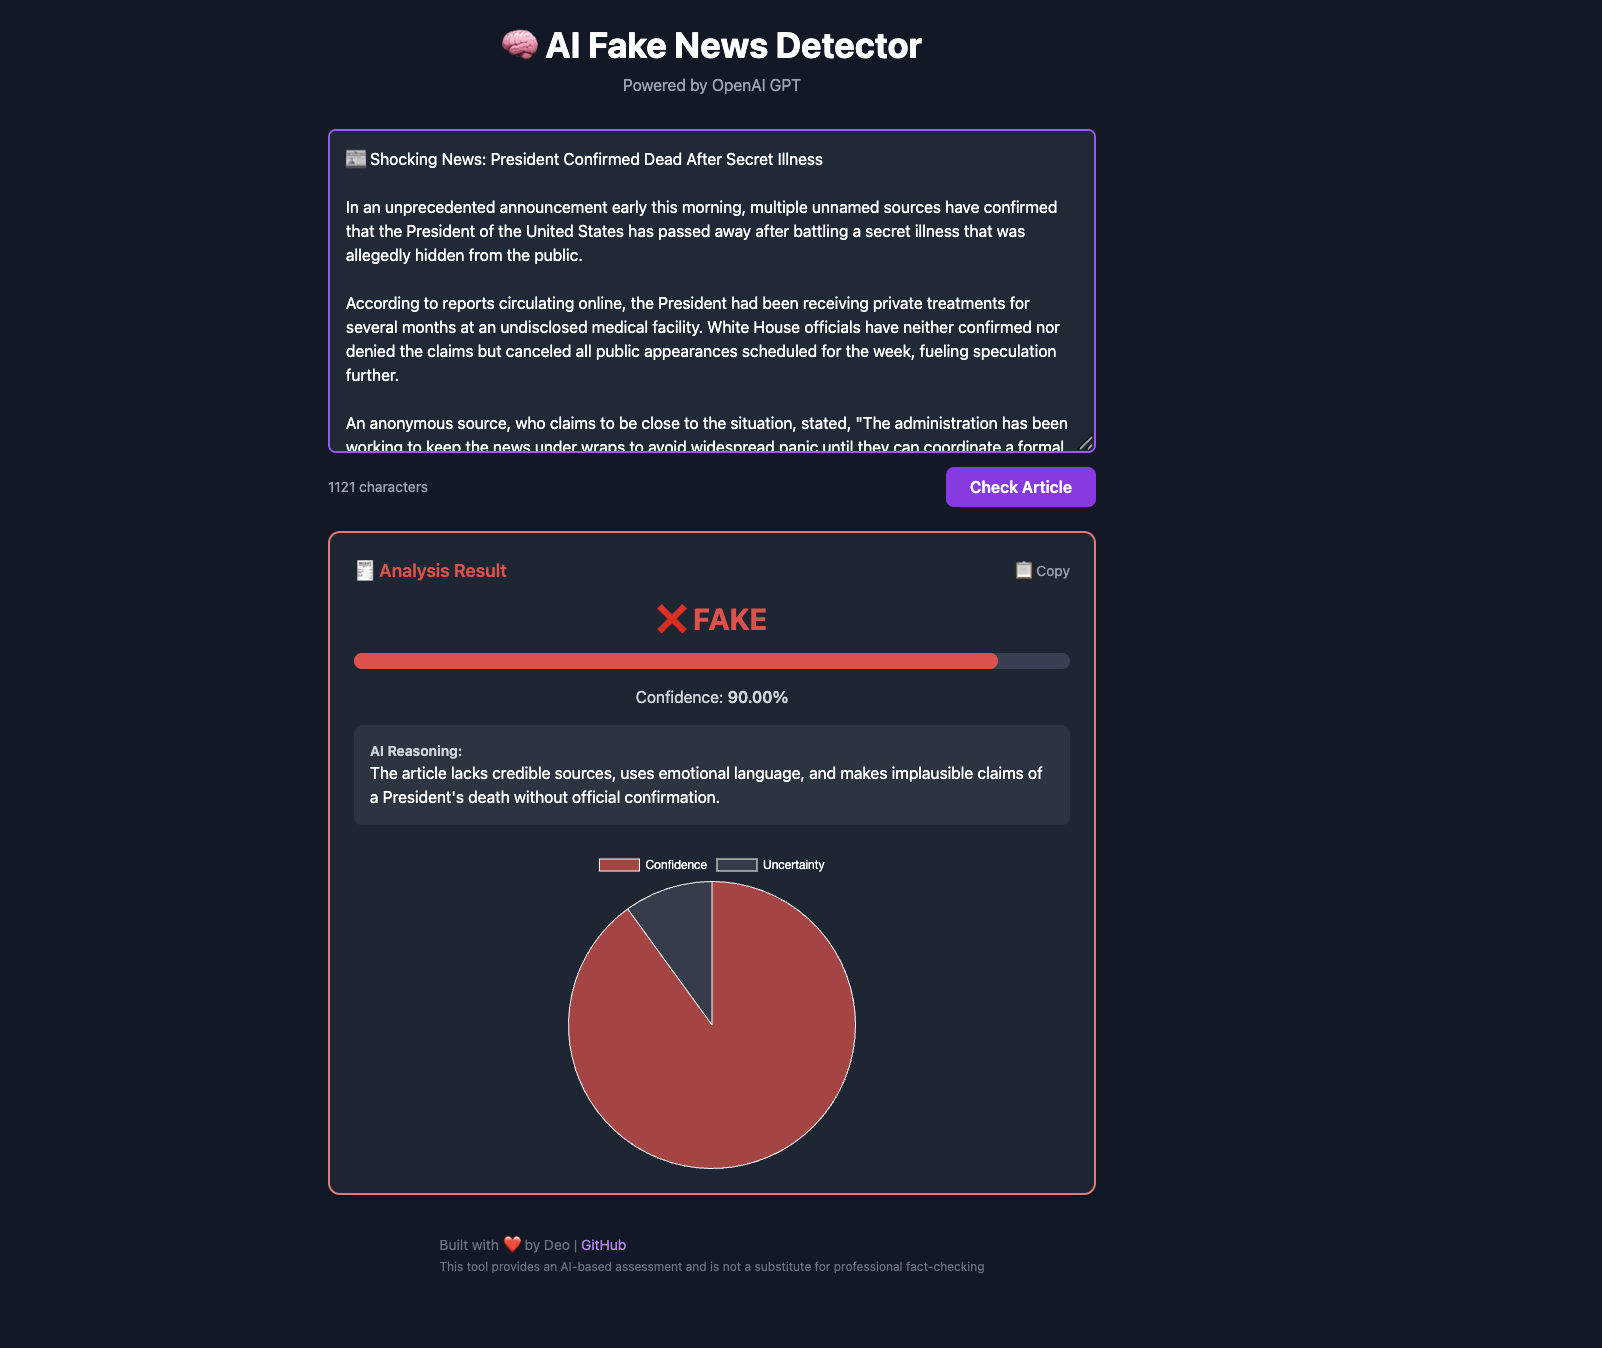 AI Fake News Detector
Powered by OpenAI GPT
Shocking News: President Confirmed Dead After Secret Illness
In an unprecedented announcement early this morning, multiple unnamed sources have confirmed
that the President of the United States has passed away after battling a secret illness that was
allegedly hidden from the public.
According to reports circulating online, the President had been receiving private treatments for
several months at an undisclosed medical facility. White House officials have neither confirmed nor
denied the claims but canceled all public appearances scheduled for the week, fueling speculation
further.
An anonymous source, who claims to be close to the situation, stated, "The administration has been
working to keep the news under wraps to avoid widespread panic until they can coordinate a formal
1121 characters
Check Article
Analysis Result
Copy
❌ FAKE
Confidence: 90.00%
AI Reasoning:
The article lacks credible sources, uses emotional language, and makes implausible claims of
a President's death without official confirmation.
Confidence Uncertainty
Built with ❤️ by Deo | GitHub
This tool provides an AI-based assessment and is not a substitute for professional fact-checking